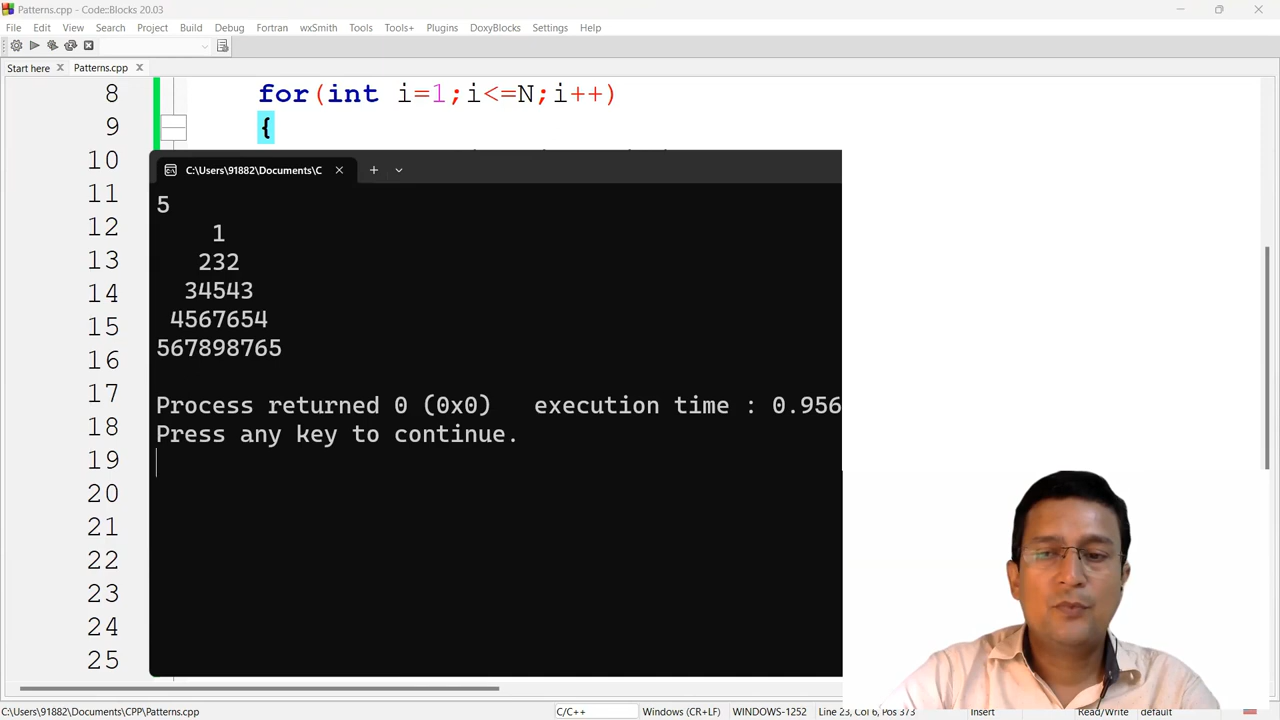 Patterns.cpp - Code::Blocks 20.03
File Edit View Search Project Build Debug Fortran wxSmith Tools Tools+ Plugins DoxyBlocks Settings Help
Start here Patterns.cpp
8 for(int i=1;i<=N;i++)
9 {
10
11
12
13
14
15
16
17
18
19
20
21
22
23
24
25
C:\Users\91882\Documents\C
5
1
232
34543
4567654
567898765
Process returned 0 (0x0) execution time : 0.956
Press any key to continue.
C:\Users\91882\Documents\CPP\Patterns.cpp C/C++ Windows (CR+LF) WINDOWS-1252 Line 23, Col 6, Pos 373 Insert Read/Write default